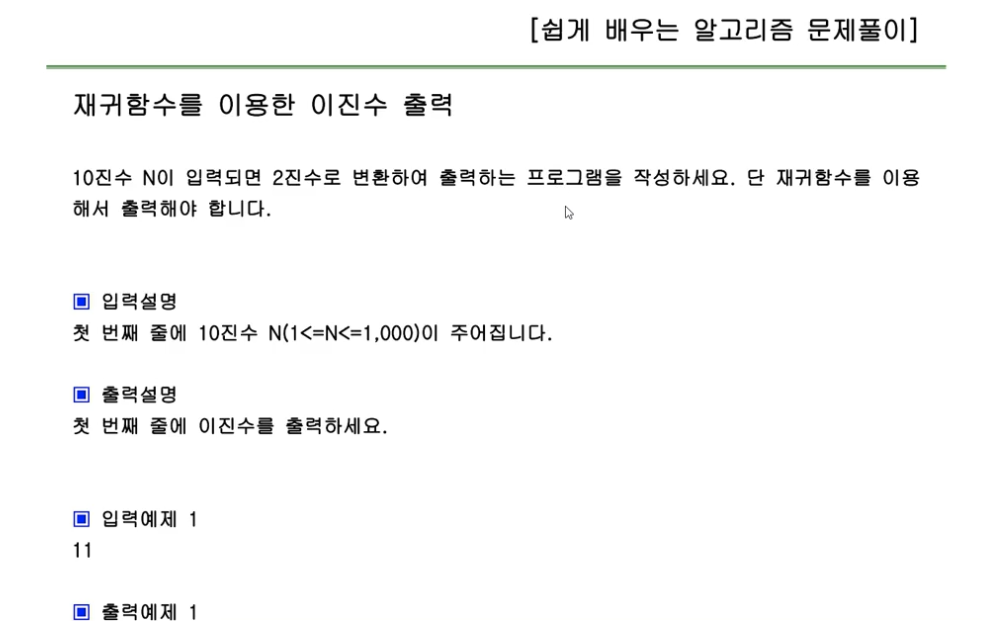 [쉽게 배우는 알고리즘 문제풀이]
재귀함수를 이용한 이진수 출력
10진수 N이 입력되면 2진수로 변환하여 출력하는 프로그램을 작성하세요. 단 재귀함수를 이용
해서 출력해야 합니다.
▣ 입력설명
첫 번째 줄에 10진수 N(1<=N<=1,000)이 주어집니다.
▣ 출력설명
첫 번째 줄에 이진수를 출력하세요.
▣ 입력예제 1
11
▣ 출력예제 1